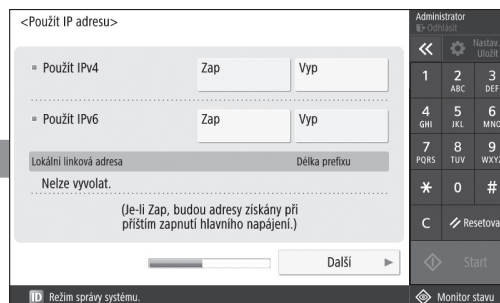 <Použít IP adresu>
Použít IPv4
Zap
Vyp
Použít IPv6
Zap
Vyp
Lokální linková adresa
Délka prefixu
Nelze vyvolat.
(Je-li Zap, budou adresy získány při
příštím zapnutí hlavního napájení.)
Další
ID Režim správy systému.
Administrator
Odhlásit
Nastav.
Uložit
1
2
ABC
3
DEF
4
GHI
5
JKL
6
MNO
7
PQRS
8
TUV
9
WXYZ
*
0
#
C
Resetova
Start
Monitor stavu